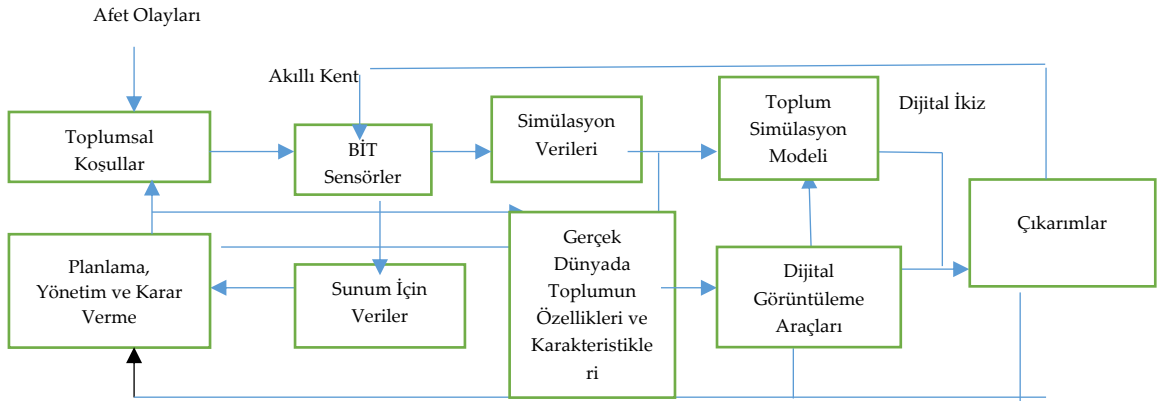 Afet Olayları
Akıllı Kent
Dijital İkiz
Toplumsal
Koşullar
BİT
Sensörler
Simülasyon
Verileri
Toplum
Simülasyon
Modeli
Çıkarımlar
Planlama,
Yönetim ve Karar
Verme
Sunum İçin
Veriler
Gerçek
Dünyada
Toplumun
Özellikleri ve
Karakteristikle
ri
Dijital
Görüntüleme
Araçları